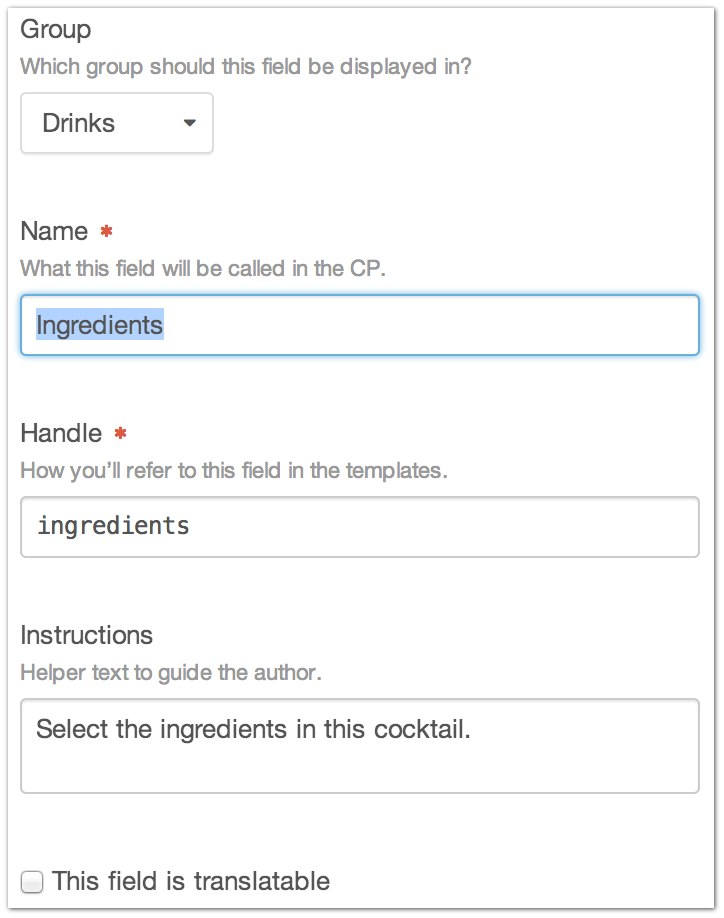 Group
Which group should this field be displayed in?
Drinks
Name *
What this field will be called in the CP.
Ingredients
Handle *
How you’ll refer to this field in the templates.
ingredients
Instructions
Helper text to guide the author.
Select the ingredients in this cocktail.
This field is translatable